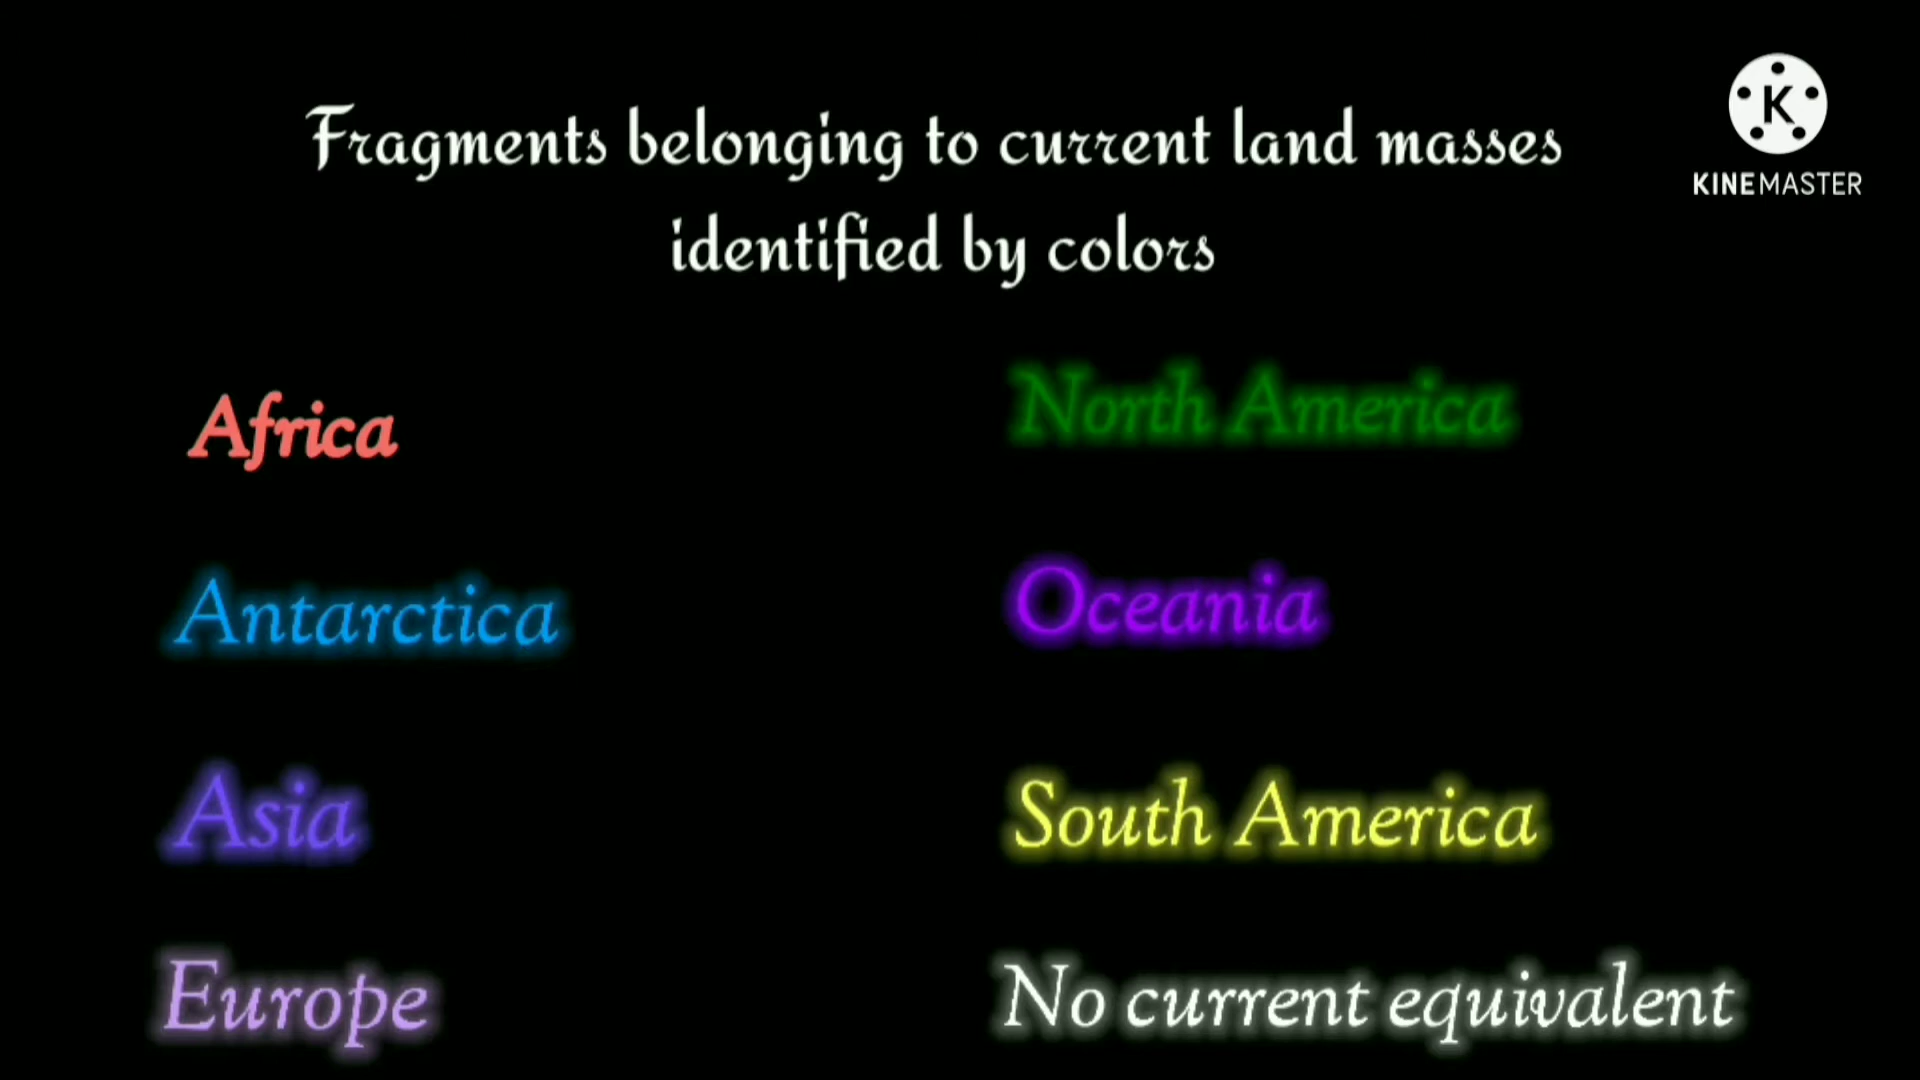 Fragments belonging to current land masses
identified by colors
K
KINEMASTER
Africa
North America
Antarctica
Oceania
Asia
South America
Europe
No current equivalent